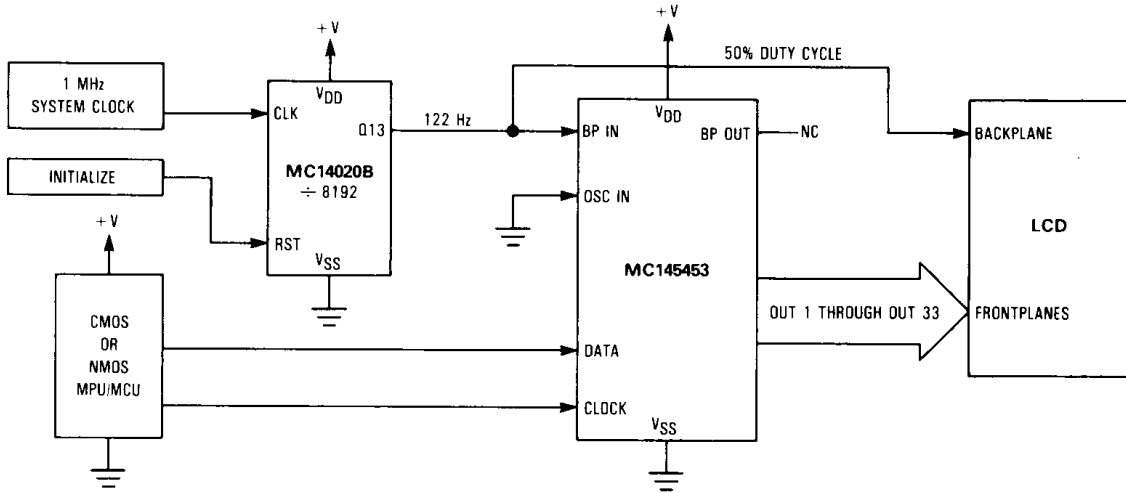 1 MHz
SYSTEM CLOCK
INITIALIZE
+V
CMOS
OR
NMOS
MPU/MCU
+V
VDD
CLK
Q13
MC14020B
÷ 8192
RST
VSS
122 Hz
50% DUTY CYCLE
+V
VDD
BP IN
BP OUT
NC
OSC IN
MC145453
OUT 1 THROUGH OUT 33
DATA
CLOCK
VSS
BACKPLANE
LCD
FRONTPLANES